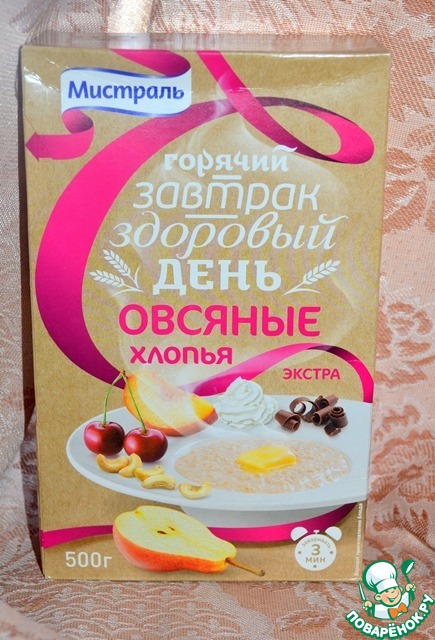 Мистраль
горячий
завтрак
здоровый
день
ОВСЯНЫЕ
хлопья
экстра
500г
3
мин
ПОВАРЁНОК.РУ